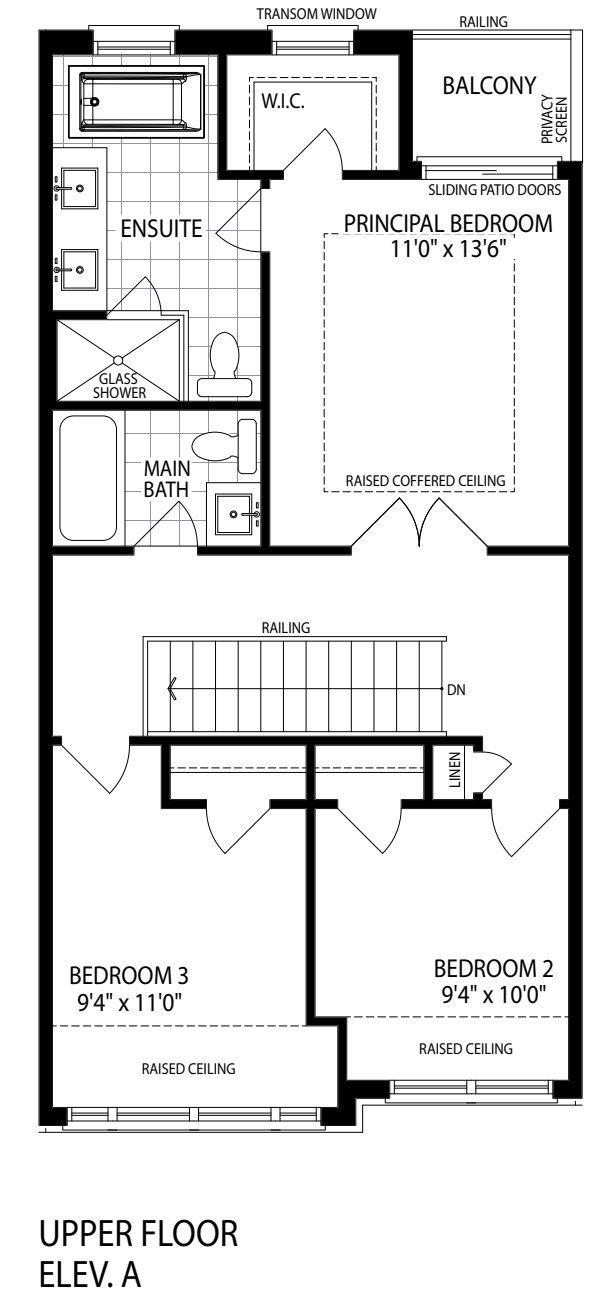 TRANSOM WINDOW
RAILING
W.I.C.
BALCONY
PRIVACY
SCREEN
SLIDING PATIO DOORS
ENSUITE
PRINCIPAL BEDROOM
11'0" x 13'6"
GLASS
SHOWER
MAIN
BATH
RAISED COFFERED CEILING
RAILING
DN
LINEN
BEDROOM 3
9'4" x 11'0"
BEDROOM 2
9'4" x 10'0"
RAISED CEILING
RAISED CEILING
UPPER FLOOR
ELEV. A